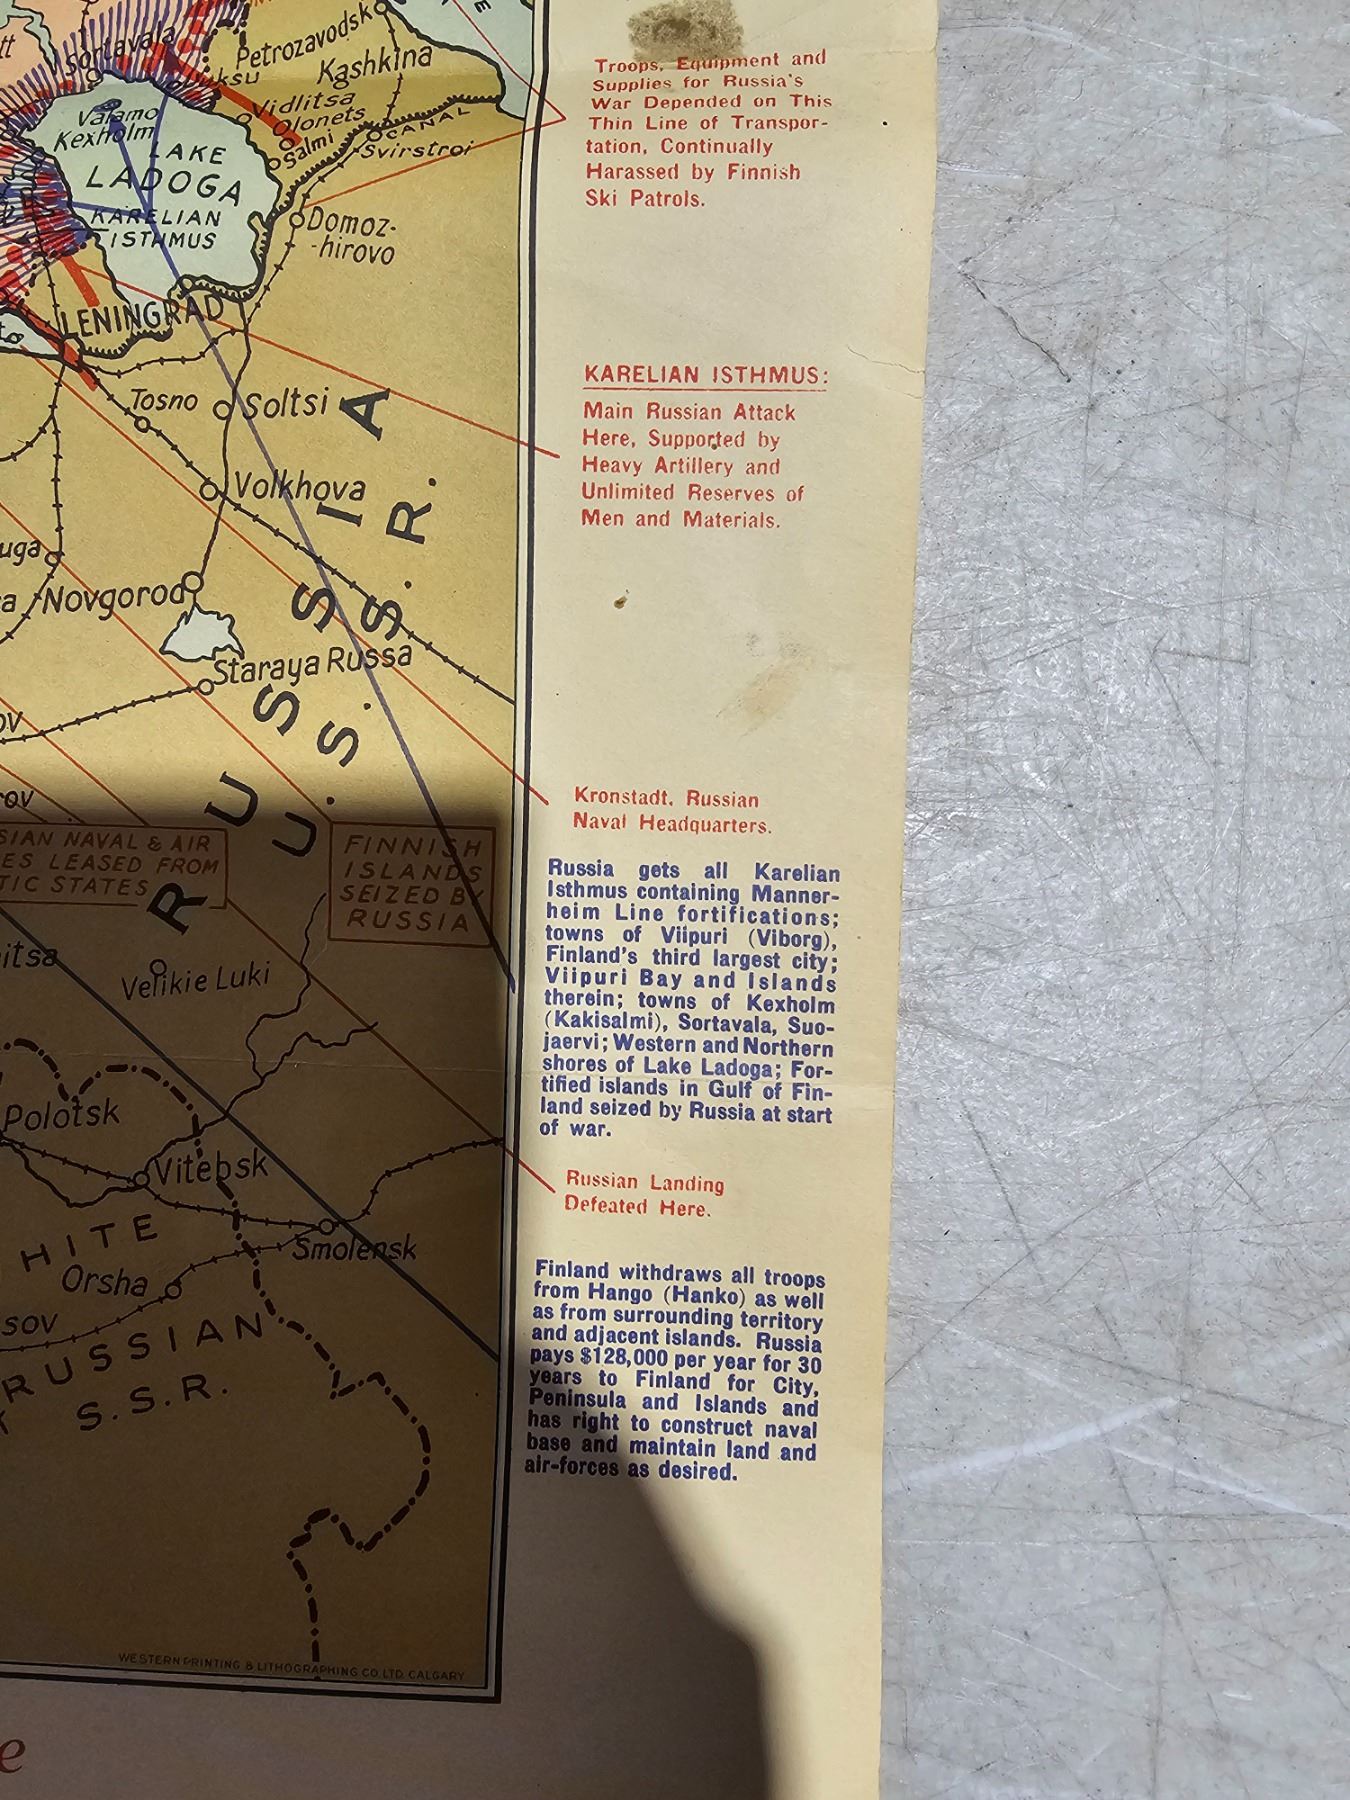 Sortavala
Petrozavodsk
Kashkina
Vidlitsa
Olonets
Salmi
CANAL
Svirstroi
Valamo
Kexholm
LAKE
LADOGA
KARELIAN
ISTHMUS
Domoz-
-hirovo
LENINGRAD
Tosno
Soltsi
Volkhova
Novgorod
Staraya Russa
RUSSIA
U.S.S.R.
SIAN NAVAL & AIR
ES LEASED FROM
TIC STATES
FINNISH
ISLANDS
SEIZED BY
RUSSIA
Velikie Luki
Polotsk
Vitebsk
Smolensk
Orsha
HITE
RUSSIAN
S.S.R.
WESTERN PRINTING & LITHOGRAPHING CO. LTD. CALGARY
Troops, Equipment and
Supplies for Russia's
War Depended on This
Thin Line of Transpor-
tation, Continually
Harassed by Finnish
Ski Patrols.
KARELIAN ISTHMUS:
Main Russian Attack
Here, Supported by
Heavy Artillery and
Unlimited Reserves of
Men and Materials.
Kronstadt, Russian
Naval Headquarters.
Russia gets all Karelian
Isthmus containing Manner-
heim Line fortifications;
towns of Viipuri (Viborg),
Finland's third largest city;
Viipuri Bay and Islands
therein; towns of Kexholm
(Kakisalmi), Sortavala, Suo-
jaervi; Western and Northern
shores of Lake Ladoga; For-
tified islands in Gulf of Fin-
land seized by Russia at start
of war.
Russian Landing
Defeated Here.
Finland withdraws all troops
from Hango (Hanko) as well
as from surrounding territory
and adjacent islands. Russia
pays $128,000 per year for 30
years to Finland for City,
Peninsula and Islands and
has right to construct naval
base and maintain land and
air-forces as desired.